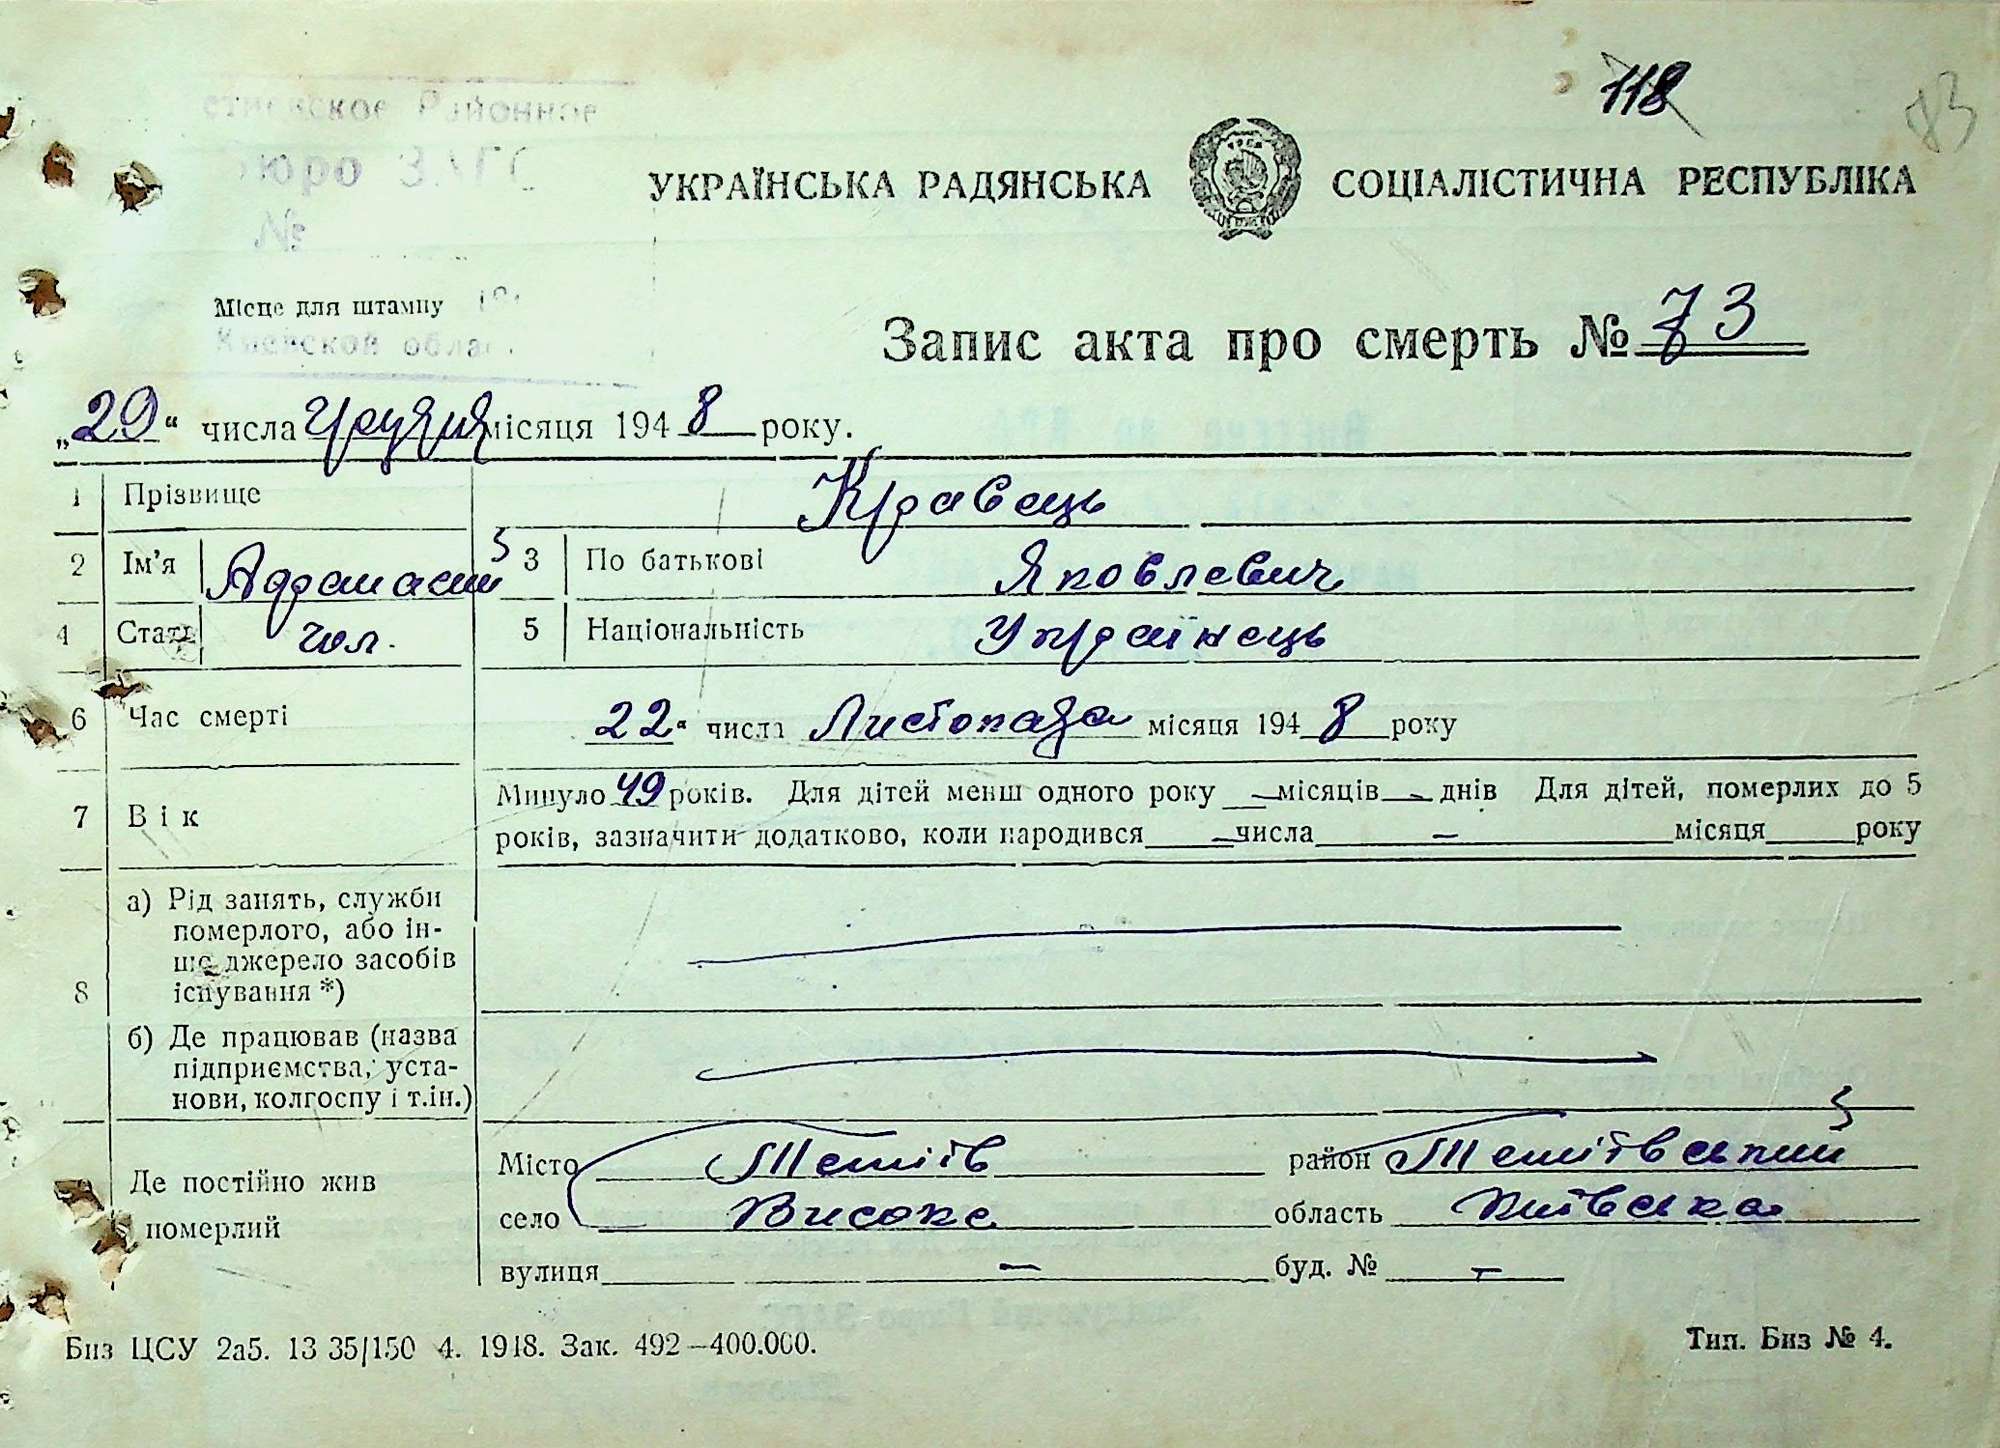 118
73
Районное
бюро ЗАГС
№
УКРАЇНСЬКА РАДЯНСЬКА СОЦІАЛІСТИЧНА РЕСПУБЛІКА
Місце для штампу
Киевской облас
Запис акта про смерть № 73
„29“ числа Грудня місяця 1948 року.
1 Прізвище Кравець
2 Ім'я Афанасій 3 По батькові Яковлевич
4 Стать чол. 5 Національність Українець
6 Час смерті 22“ числа Листопада місяця 1948 року
7 Вік Минуло 49 років. Для дітей менш одного року — місяців - днів Для дітей, померлих до 5
років, зазначити додатково, коли народився — числа — місяця року
8 а) Рід занять, служби
померлого, або ін-
ше джерело засобів
існування *)
б) Де працював (назва
підприємства, уста-
нови, колгоспу і т.ін.)
Де постійно жив
померлий
Місто Тетіїв район Тетіївський
село Високе область Київська
вулиця — буд. № -
Биз ЦСУ 2а5. 13 35/150 4. 1948. Зак. 492—400.000. Тип. Биз № 4.